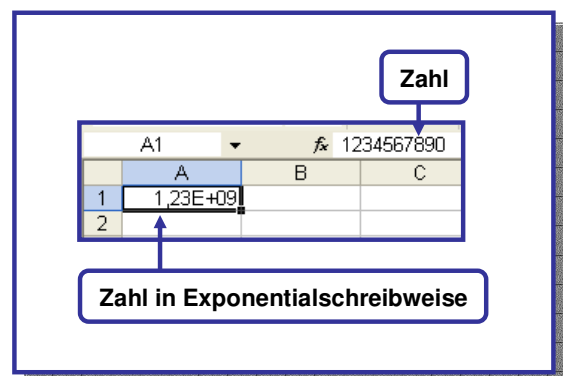 Zahl
A1 fx 1234567890
A B C
1 1,23E+09
2
Zahl in Exponentialschreibweise